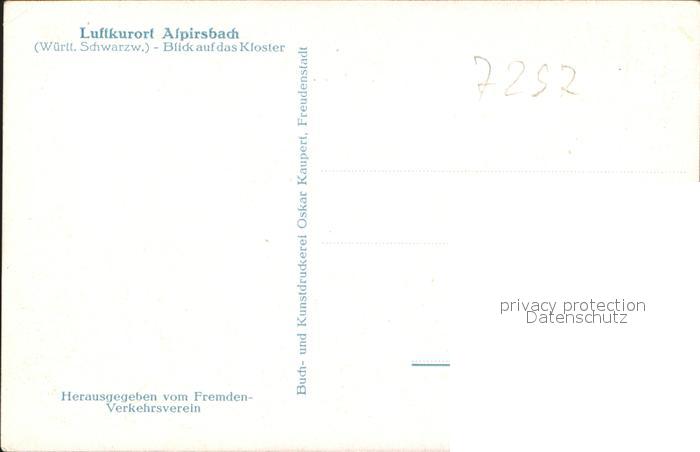 Luftkurort Alpirsbach
(Württ. Schwarzw.) - Blick auf das Kloster
Buch- und Kunstdruckerei Oskar Kaupert, Freudenstadt
7257
privacy protection
Datenschutz
Herausgegeben vom Fremden-
Verkehrsverein